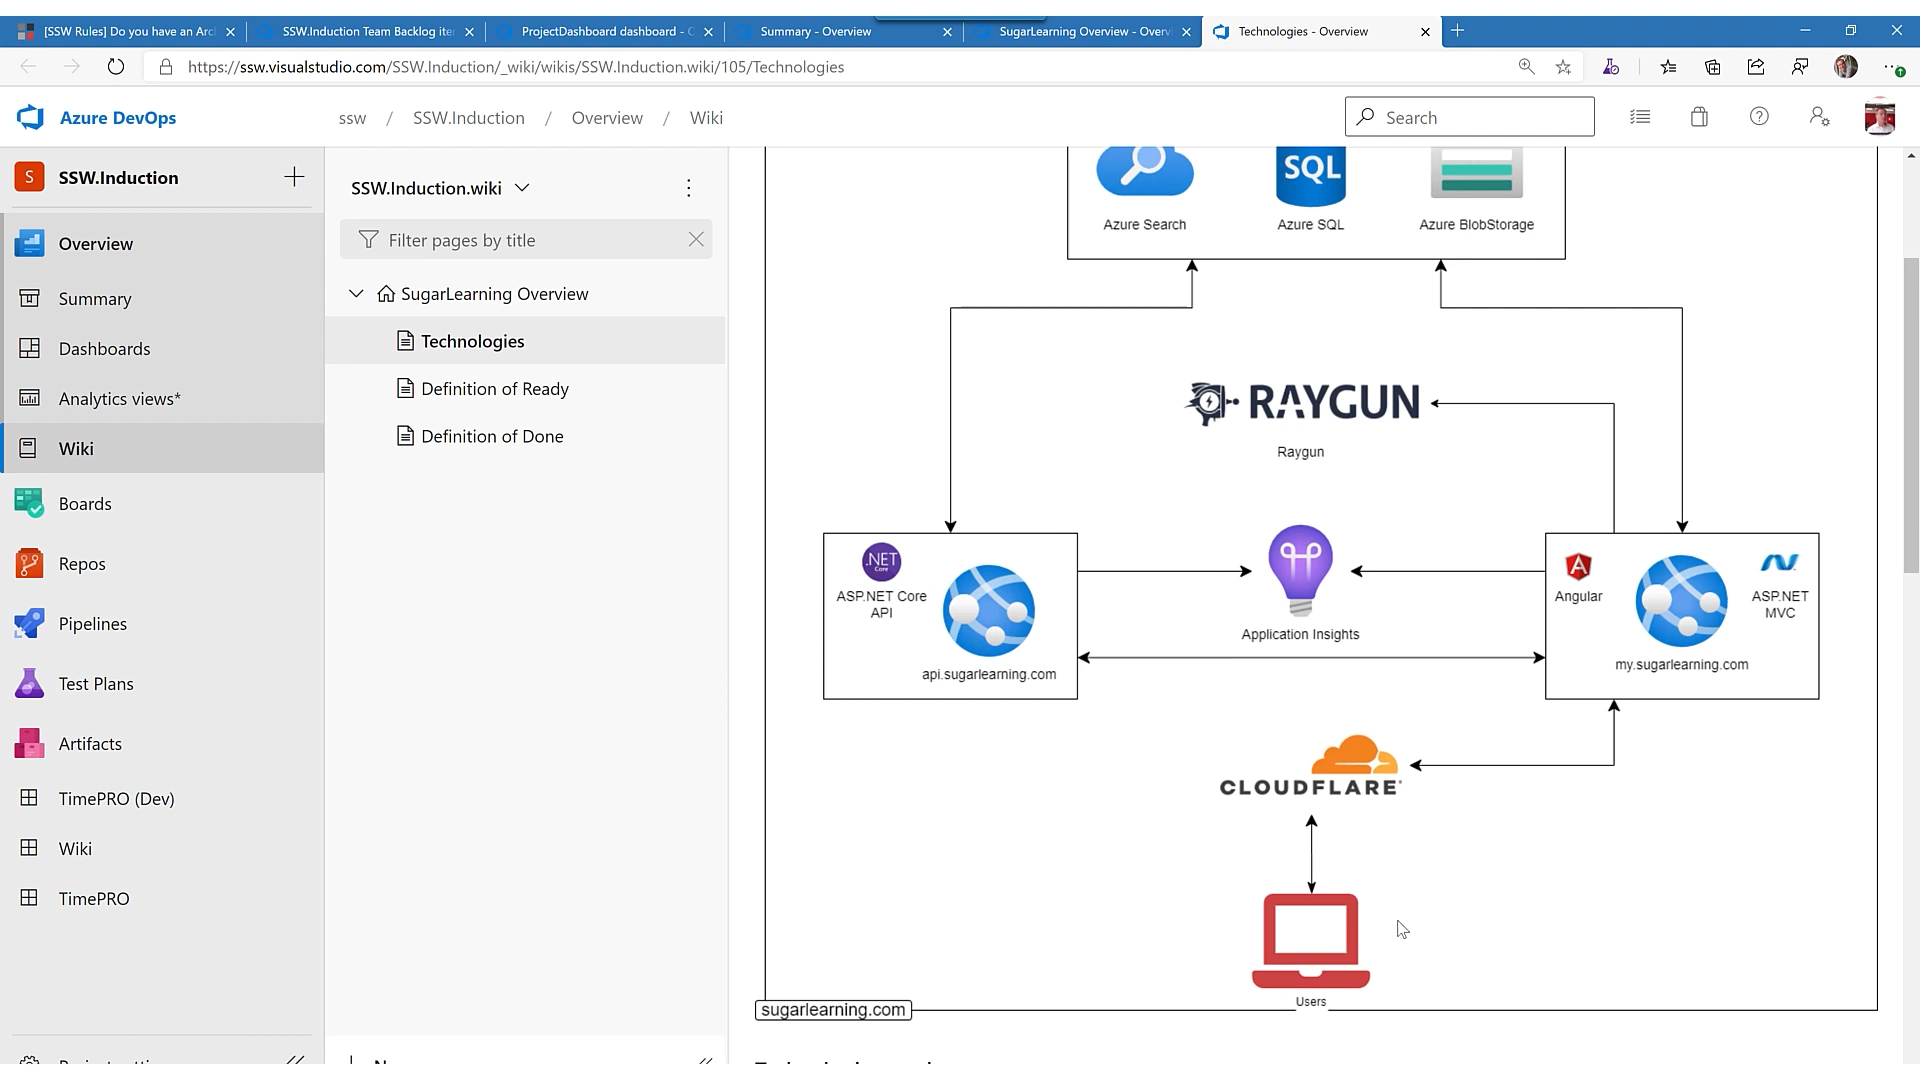 [SSW Rules] Do you have an Arc
SSW.Induction Team Backlog ite
ProjectDashboard dashboard -
Summary - Overview
SugarLearning Overview - Overv
Technologies - Overview
https://ssw.visualstudio.com/SSW.Induction/_wiki/wikis/SSW.Induction.wiki/105/Technologies
Azure DevOps
ssw / SSW.Induction / Overview / Wiki
Search
S SSW.Induction
Overview
Summary
Dashboards
Analytics views*
Wiki
Boards
Repos
Pipelines
Test Plans
Artifacts
TimePRO (Dev)
Wiki
TimePRO
SSW.Induction.wiki
Filter pages by title
SugarLearning Overview
Technologies
Definition of Ready
Definition of Done
SQL
Azure Search
Azure SQL
Azure BlobStorage
RAYGUN
Raygun
.NET
Core
ASP.NET Core
API
api.sugarlearning.com
Application Insights
A
Angular
ASP.NET
MVC
my.sugarlearning.com
CLOUDFLARE
Users
sugarlearning.com